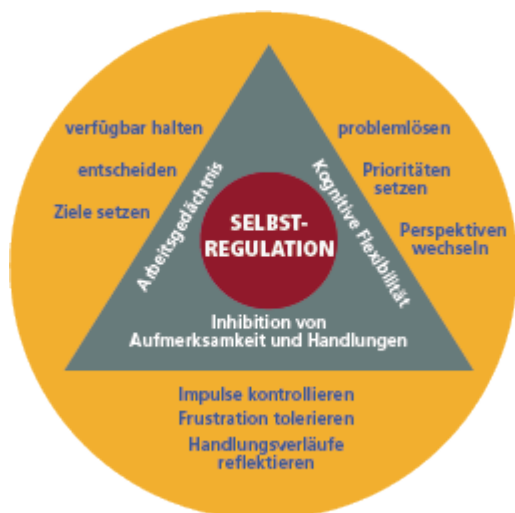 verfügbar halten
entscheiden
Ziele setzen
Arbeitsgedächtnis
problemlösen
Prioritäten
setzen
Perspektiven
wechseln
Kognitive Flexibilität
SELBST-
REGULATION
Inhibition von
Aufmerksamkeit und Handlungen
Impulse kontrollieren
Frustration tolerieren
Handlungsverläufe
reflektieren